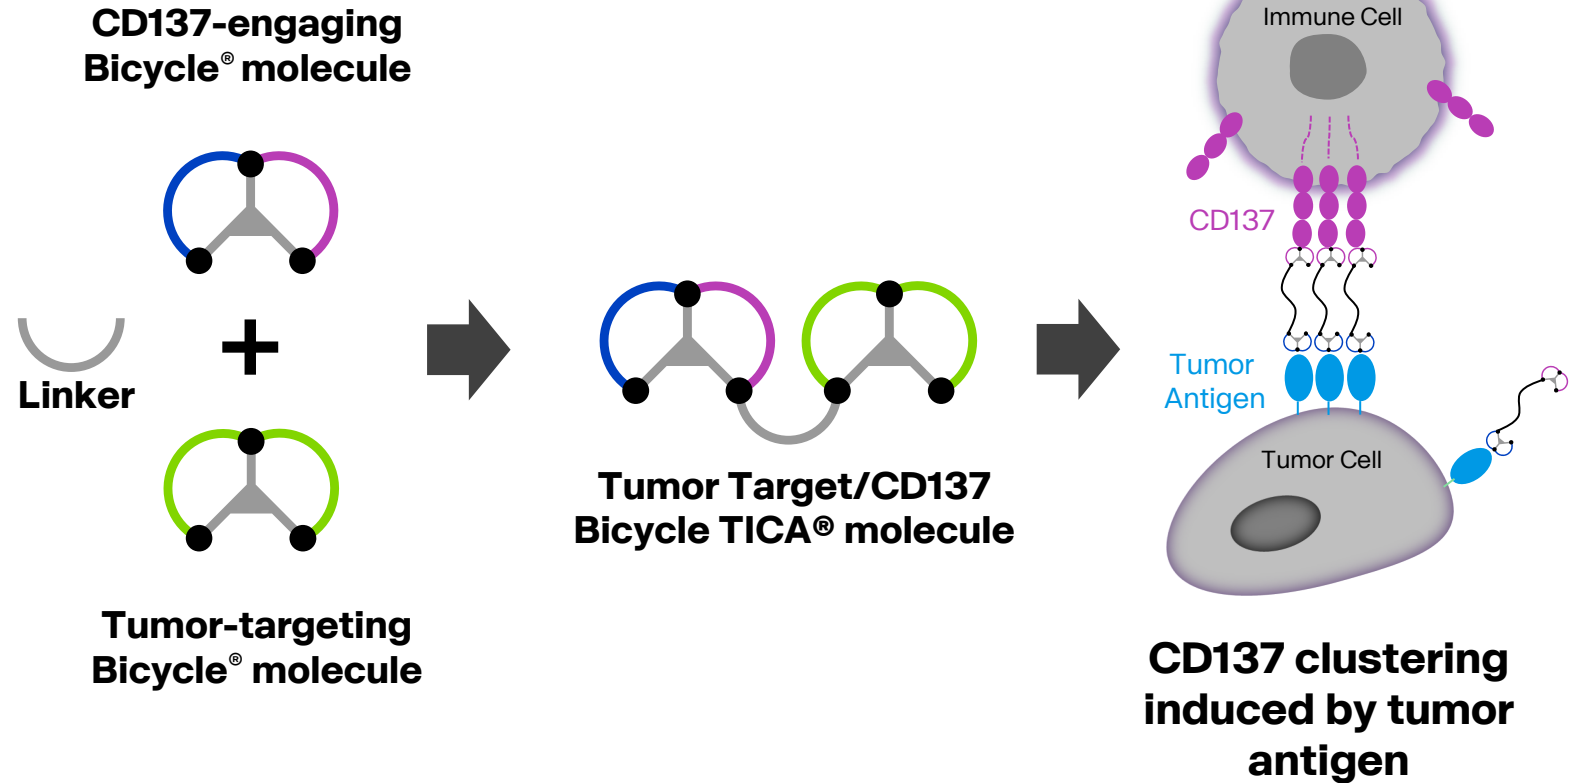 CD137-engaging
Bicycle® molecule
Linker
+
Tumor-targeting
Bicycle® molecule
Tumor Target/CD137
Bicycle TICA® molecule
Immune Cell
CD137
Tumor
Antigen
Tumor Cell
CD137 clustering
induced by tumor
antigen